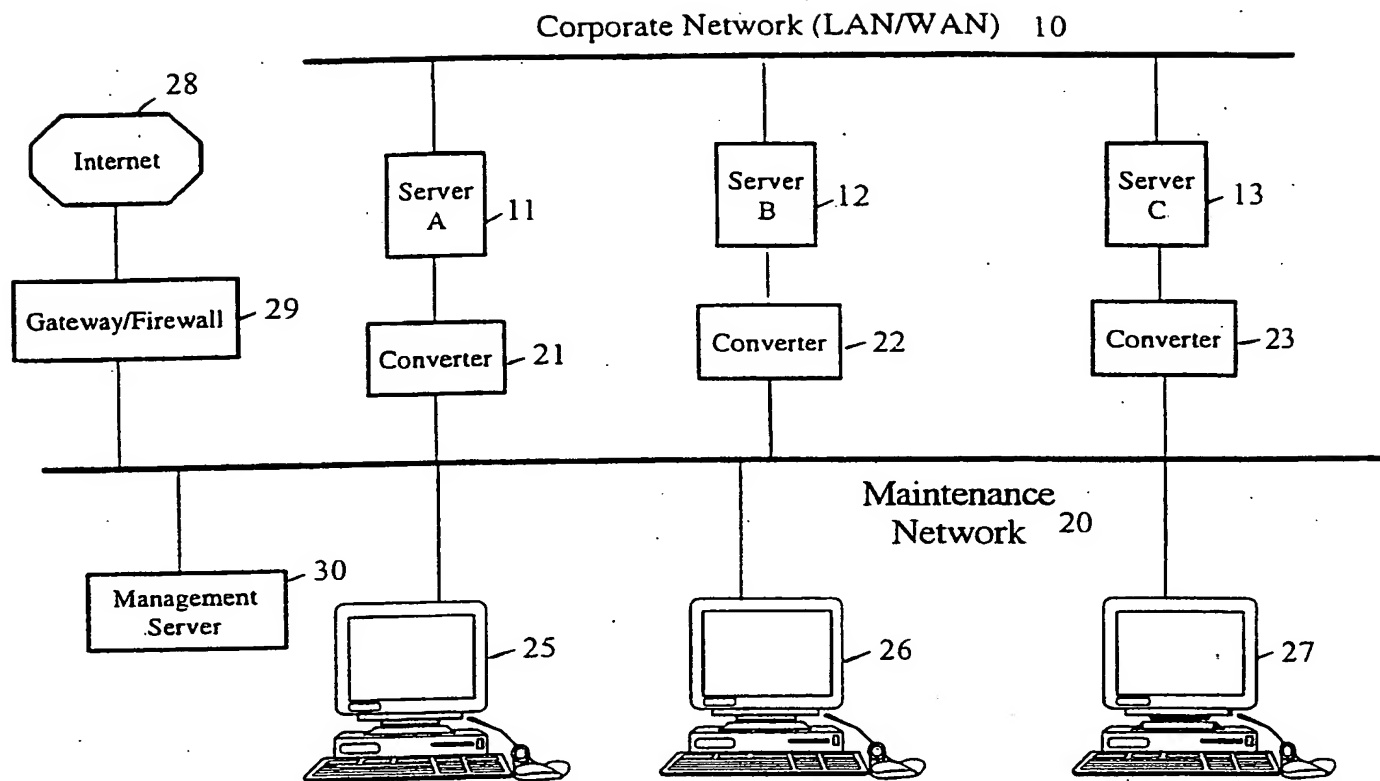 Corporate Network (LAN/WAN) 10
28
Internet
Server
A
11
Server
B
12
Server
C
13
Gateway/Firewall
29
Converter
21
Converter
22
Converter
23
Maintenance
Network 20
Management
Server
30
25
26
27